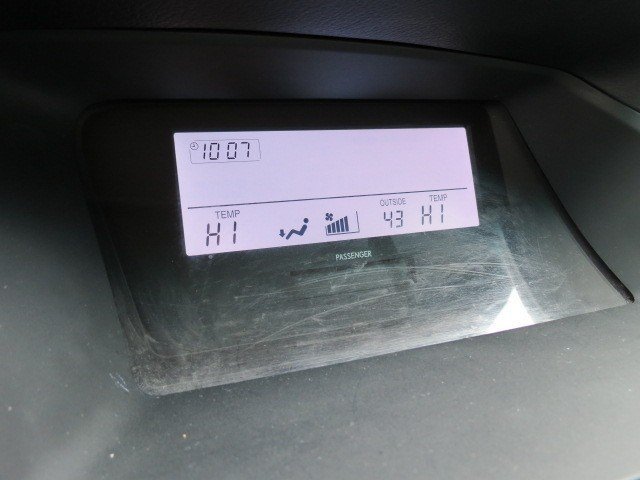 10 07
TEMP
HI
OUTSIDE
43
TEMP
HI
PASSENGER